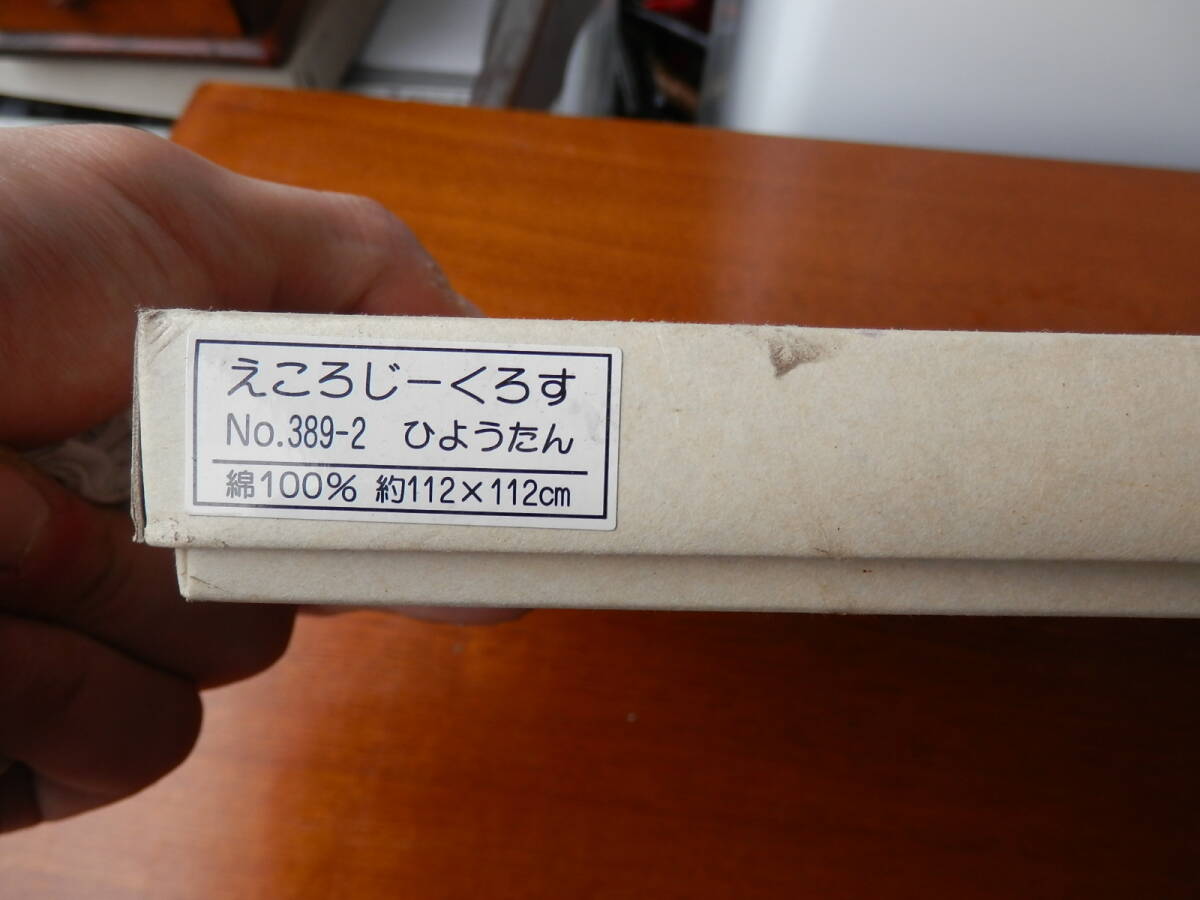 えころじーくろす
No.389-2 ひようたん
綿100% 約112×112cm